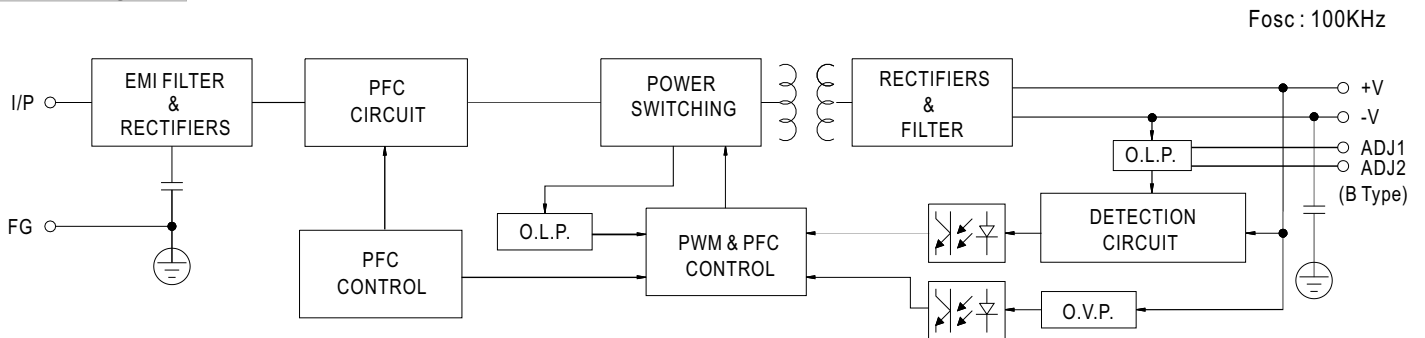 Fosc : 100KHz
I/P
EMI FILTER
&
RECTIFIERS
PFC
CIRCUIT
POWER
SWITCHING
RECTIFIERS
&
FILTER
+V
-V
O.L.P.
ADJ1
ADJ2
(B Type)
FG
PFC
CONTROL
O.L.P.
PWM & PFC
CONTROL
DETECTION
CIRCUIT
O.V.P.